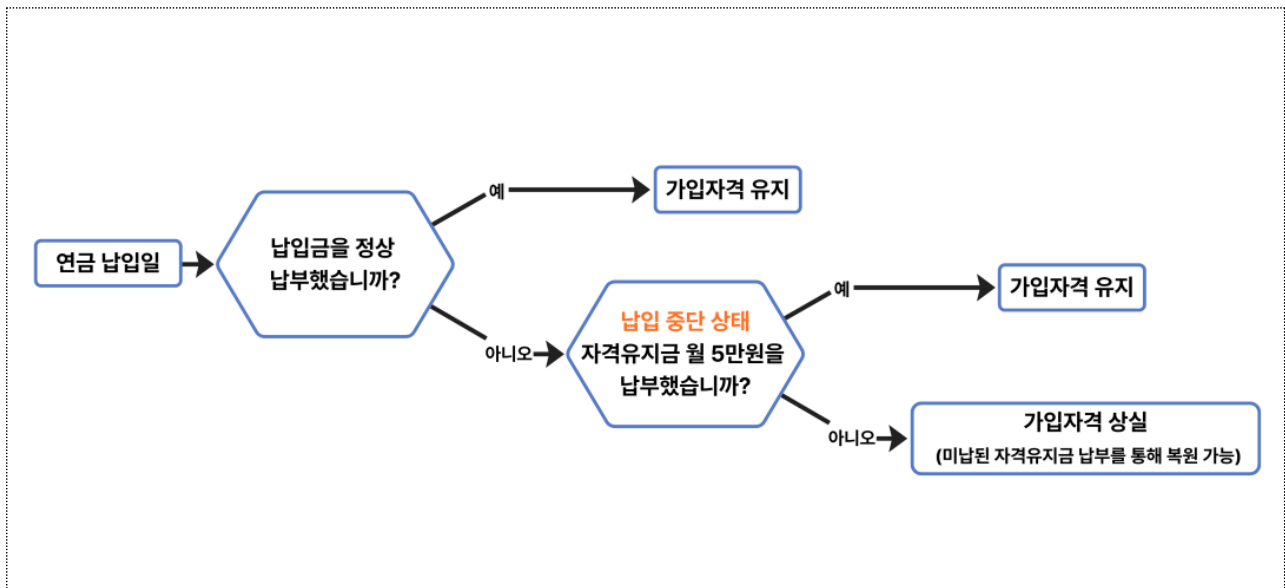 연금 납입일
납입금을 정상
납부했습니까?
예
가입자격 유지
아니오
납입 중단 상태
자격유지금 월 5만원을
납부했습니까?
예
가입자격 유지
아니오
가입자격 상실
(미납된 자격유지금 납부를 통해 복원 가능)